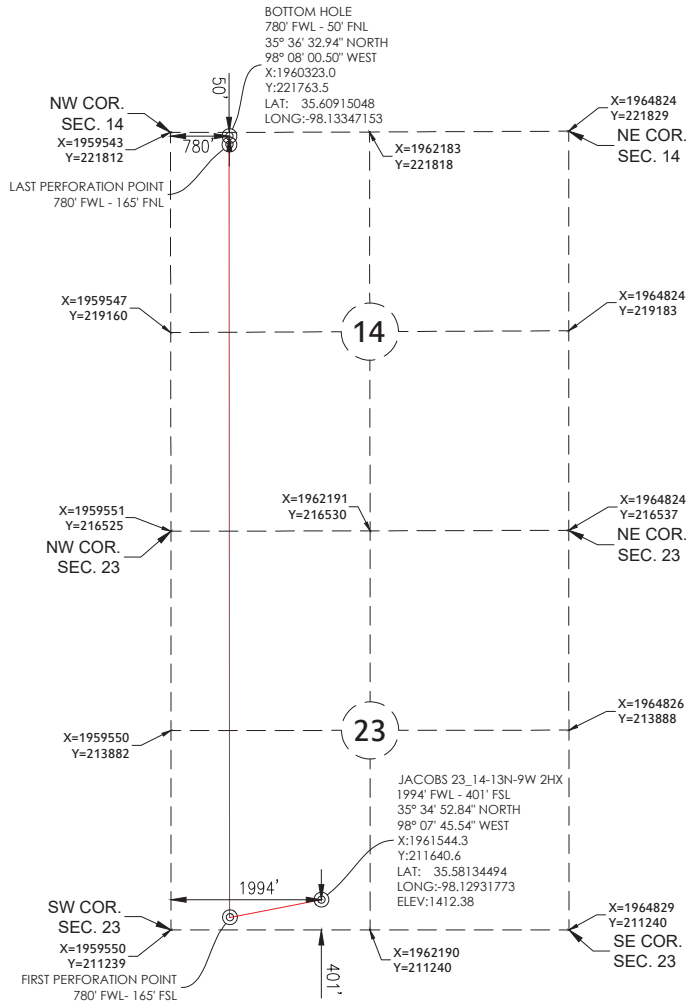 BOTTOM HOLE
780' FWL - 50' FNL
35° 36' 32.94" NORTH
98° 08' 00.50" WEST
X:1960323.0
Y:221763.5
LAT: 35.60915048
LONG:-98.13347153
50'
NW COR.
SEC. 14
X=1959543
Y=221812
780'
X=1962183
Y=221818
X=1964824
Y=221829
NE COR.
SEC. 14
LAST PERFORATION POINT
780' FWL - 165' FNL
X=1959547
Y=219160
14
X=1964824
Y=219183
X=1959551
Y=216525
NW COR.
SEC. 23
X=1962191
Y=216530
X=1964824
Y=216537
NE COR.
SEC. 23
X=1959550
Y=213882
23
X=1964826
Y=213888
JACOBS 23_14-13N-9W 2HX
1994' FWL - 401' FSL
35° 34' 52.84" NORTH
98° 07' 45.54" WEST
X:1961544.3
Y:211640.6
LAT: 35.58134494
LONG:-98.12931773
ELEV:1412.38
1994'
SW COR.
SEC. 23
X=1959550
Y=211239
FIRST PERFORATION POINT
780' FWL- 165' FSL
401'
X=1962190
Y=211240
X=1964829
Y=211240
SE COR.
SEC. 23